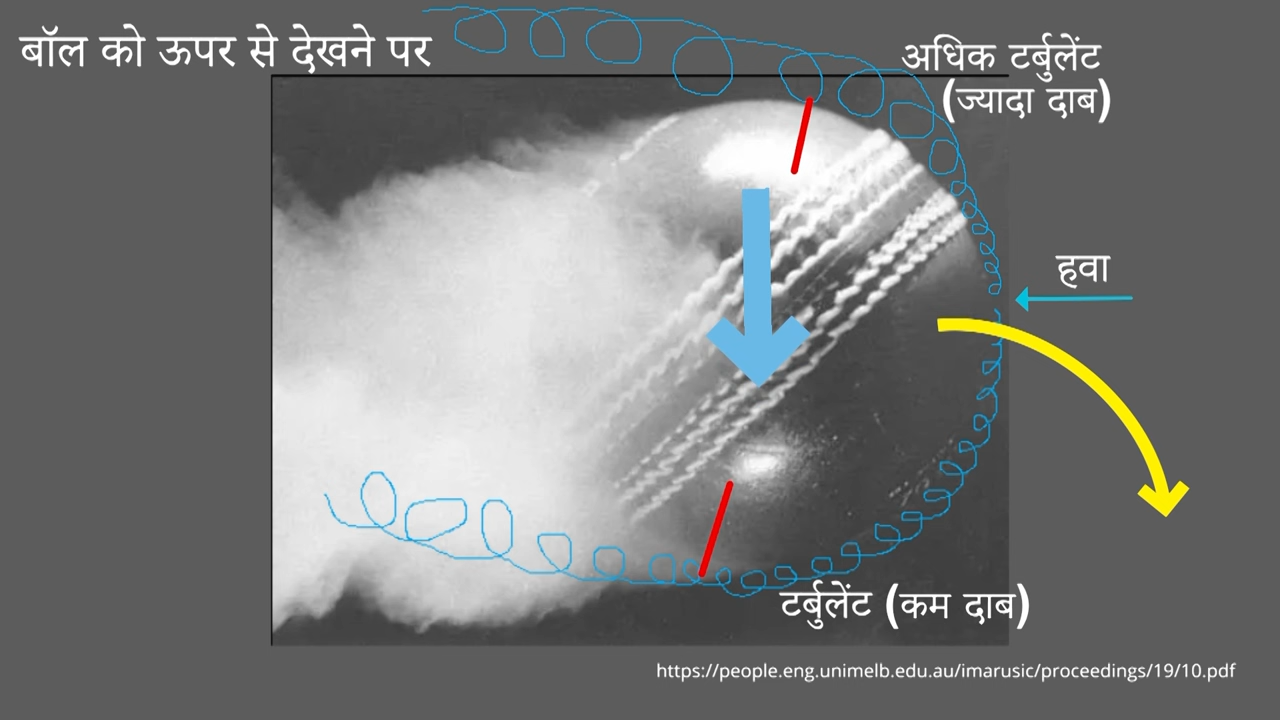 बॉल को ऊपर से देखने पर
अधिक टर्बुलेंट
(ज्यादा दाब)
हवा
टर्बुलेंट (कम दाब)
https://people.eng.unimelb.edu.au/imarusic/proceedings/19/10.pdf